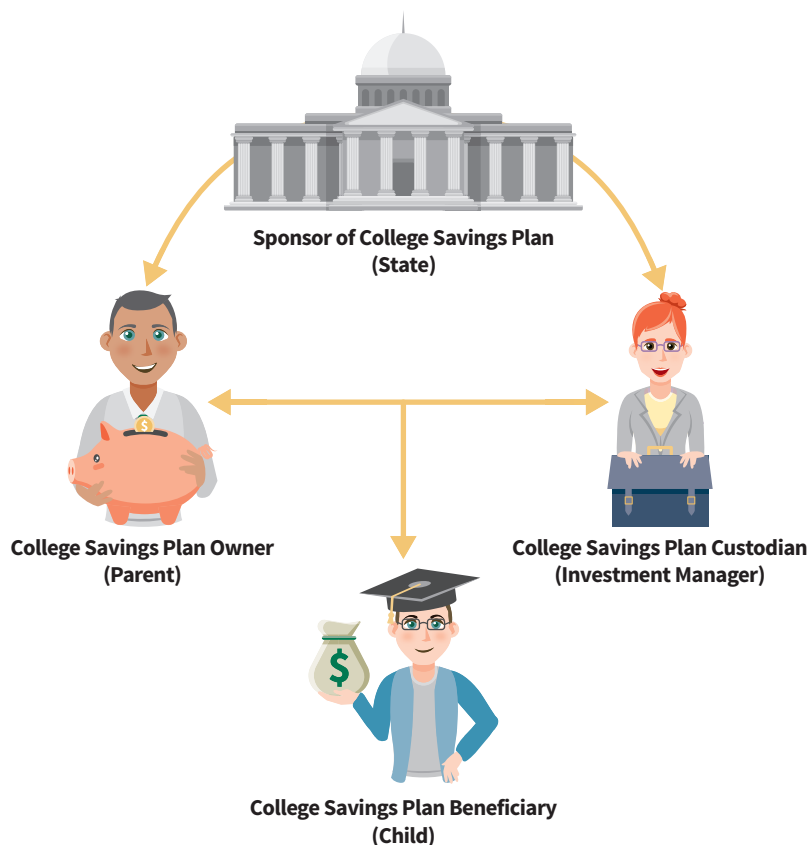 Sponsor of College Savings Plan
(State)
$
College Savings Plan Owner
(Parent)
College Savings Plan Custodian
(Investment Manager)
$
College Savings Plan Beneficiary
(Child)